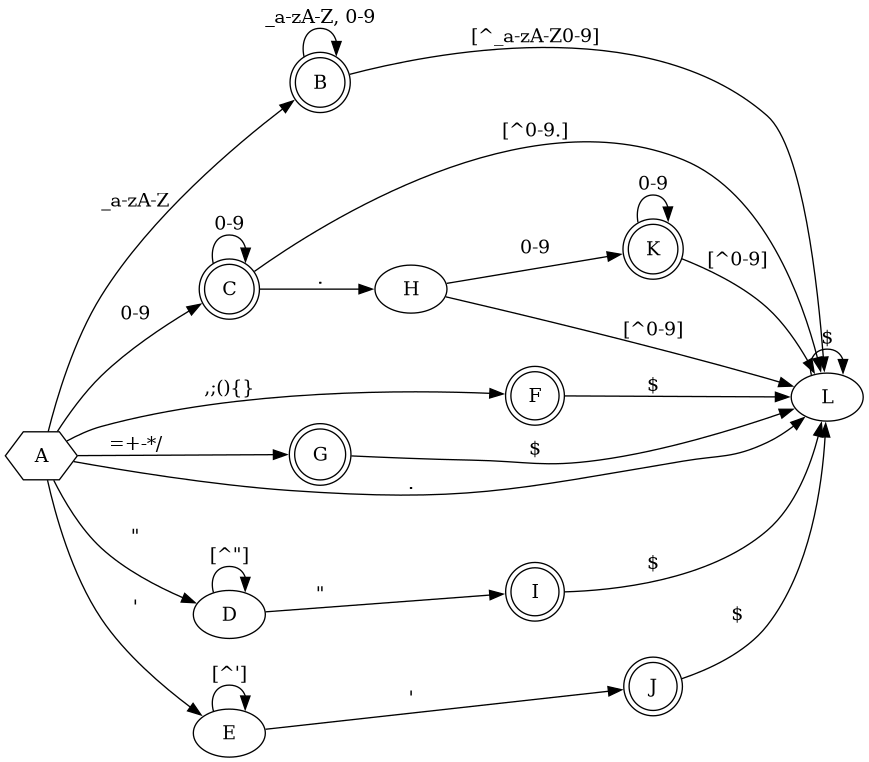 _a-zA-Z, 0-9
[^_a-zA-Z0-9]
B
[^0-9.]
_a-zA-Z
0-9
0-9
0-9
K
[^0-9]
C
.
H
0-9
[^0-9]
$
,;(){}
F
$
L
A
=+-*/
G
$
.
"
[^"]
D
"
I
$
'
[^']
E
'
J
$